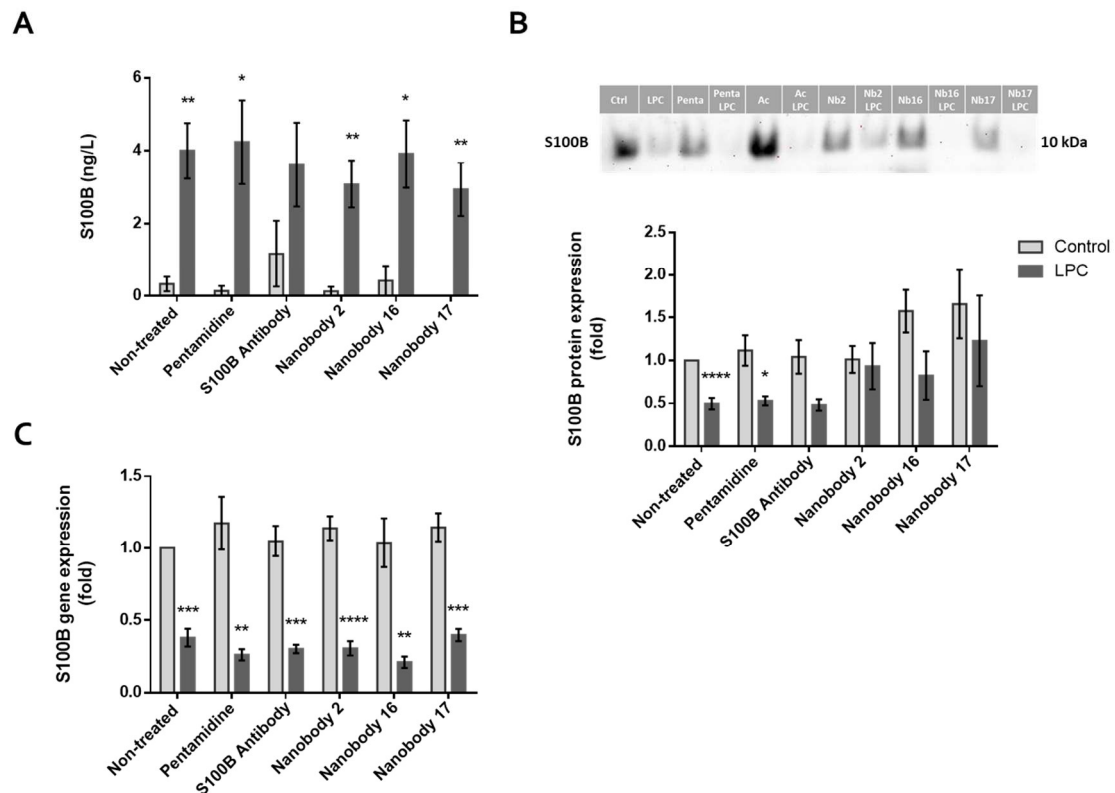 A
S100B (ng/L)
6
4
2
0
**
*
*
**
**
Non-treated
Pentamidine
S100B Antibody
Nanobody 2
Nanobody 16
Nanobody 17
B
Ctrl LPC Penta Penta LPC Ac Ac LPC Nb2 Nb2 LPC Nb16 Nb16 LPC Nb17 Nb17 LPC
S100B 10 kDa
S100B protein expression
(fold)
2.5
2.0
1.5
1.0
0.5
0.0
****
*
Control
LPC
Non-treated
Pentamidine
S100B Antibody
Nanobody 2
Nanobody 16
Nanobody 17
C
S100B gene expression
(fold)
1.5
1.0
0.5
0.0
***
**
***
****
**
***
Non-treated
Pentamidine
S100B Antibody
Nanobody 2
Nanobody 16
Nanobody 17